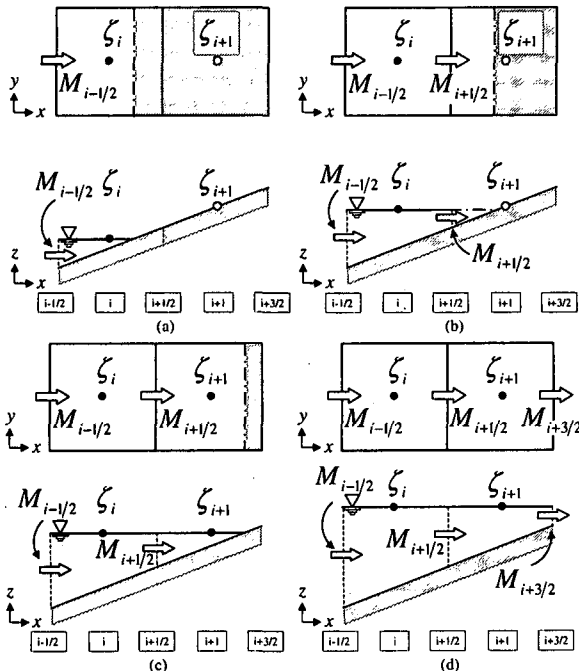 ζi ζi+1 ζi ζi+1
y x Mi-1/2 y x Mi-1/2 Mi+1/2
Mi-1/2 ζi ζi+1 Mi-1/2 ζi ζi+1
z x z x Mi+1/2
i-1/2 i i+1/2 i+1 i+3/2 i-1/2 i i+1/2 i+1 i+3/2
(a) (b)
ζi ζi+1 ζi ζi+1
y x Mi-1/2 Mi+1/2 y x Mi-1/2 Mi+1/2 Mi+3/2
Mi-1/2 ζi ζi+1 Mi-1/2 ζi ζi+1
Mi+1/2 Mi+1/2
z x z x Mi+3/2
i-1/2 i i+1/2 i+1 i+3/2 i-1/2 i i+1/2 i+1 i+3/2
(c) (d)